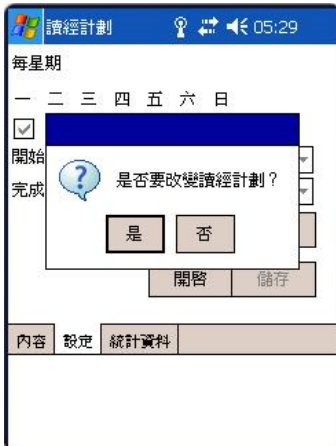 讀經計劃 05:29
每星期
一 二 三 四 五 六 日
開始
完成
是否要改變讀經計劃？
是 否
開啓 儲存
內容 設定 統計資料